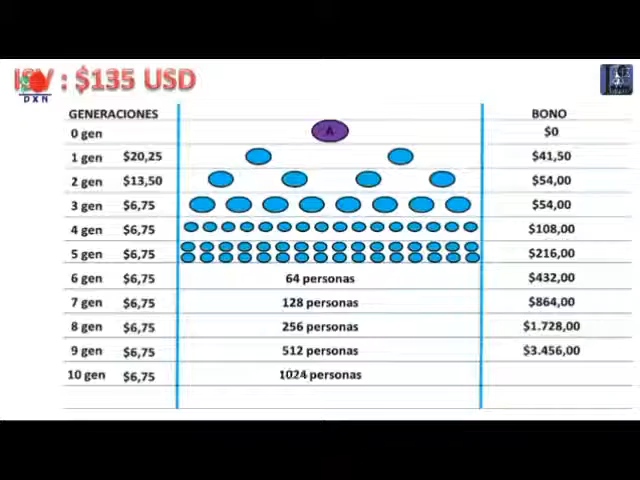 ISV : $135 USD
DXN
GENERACIONES BONO
0 gen A $0
1 gen $20,25 $41,50
2 gen $13,50 $54,00
3 gen $6,75 $54,00
4 gen $6,75 $108,00
5 gen $6,75 $216,00
6 gen $6,75 64 personas $432,00
7 gen $6,75 128 personas $864,00
8 gen $6,75 256 personas $1.728,00
9 gen $6,75 512 personas $3.456,00
10 gen $6,75 1024 personas